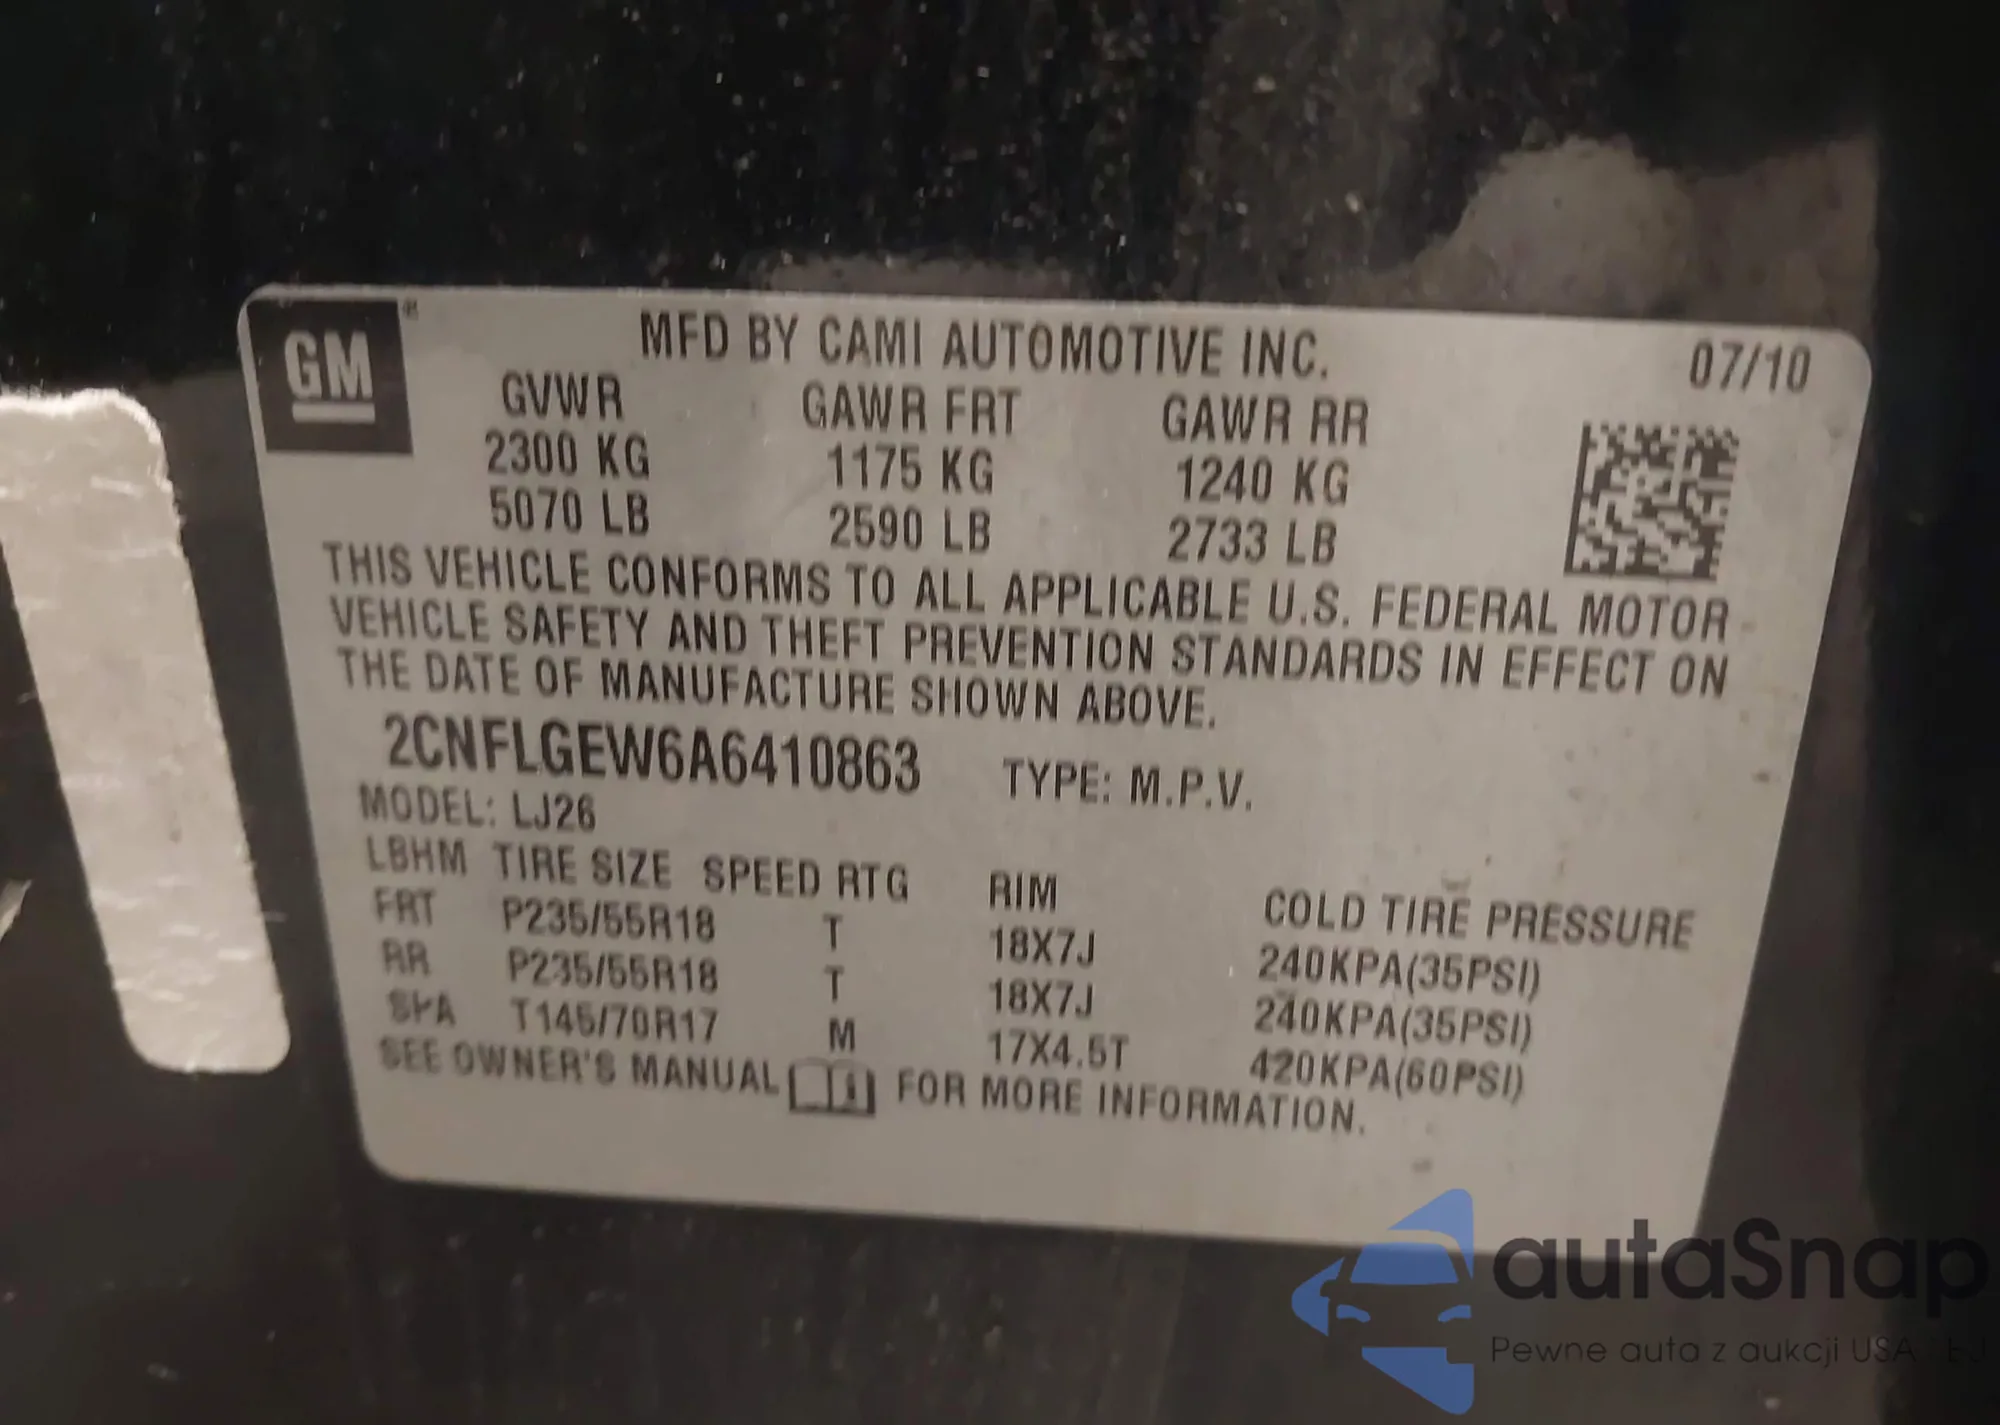 GM
MFD BY CAMI AUTOMOTIVE INC.
07/10
GVWR GAWR FRT GAWR RR
2300 KG 1175 KG 1240 KG
5070 LB 2590 LB 2733 LB
THIS VEHICLE CONFORMS TO ALL APPLICABLE U.S. FEDERAL MOTOR
VEHICLE SAFETY AND THEFT PREVENTION STANDARDS IN EFFECT ON
THE DATE OF MANUFACTURE SHOWN ABOVE.
2CNFLGEW6A6410863 TYPE: M.P.V.
MODEL: LJ26
LBHM TIRE SIZE SPEED RTG RIM COLD TIRE PRESSURE
FRT P235/55R18 T 18X7J 240KPA(35PSI)
RR P235/55R18 T 18X7J 240KPA(35PSI)
SPA T145/70R17 M 17X4.5T 420KPA(60PSI)
SEE OWNER'S MANUAL FOR MORE INFORMATION.
autaSnap
Pewne auta z aukcji USA i EU